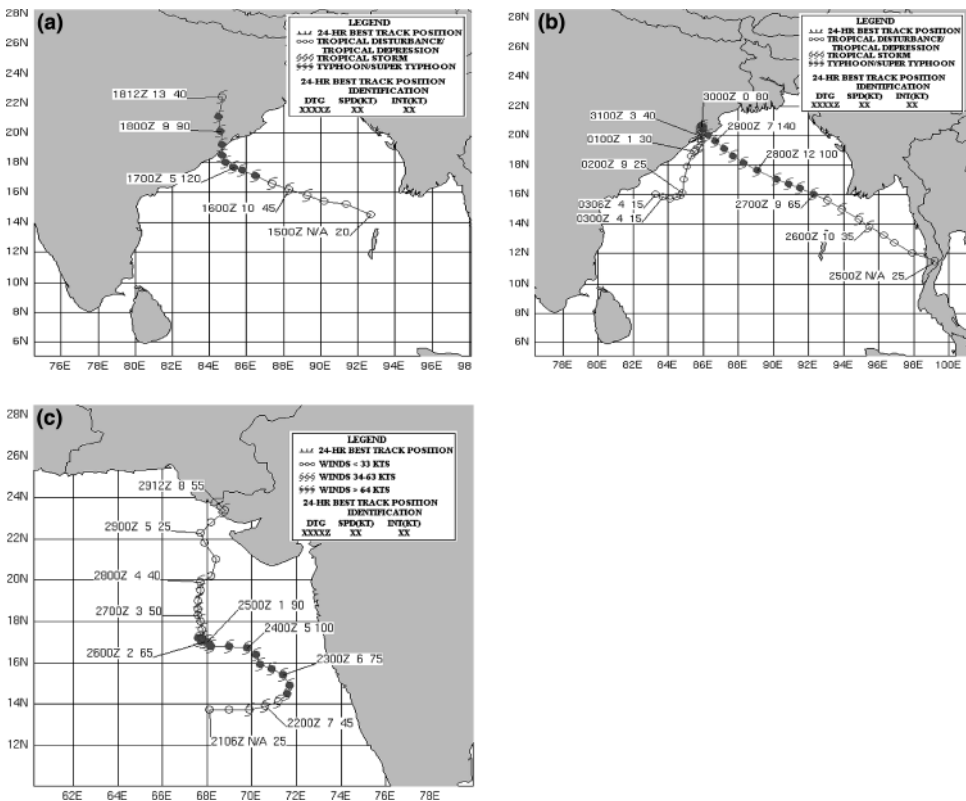 (a)
28N
26N
24N
22N
20N
18N
16N
14N
12N
10N
8N
6N
76E 78E 80E 82E 84E 86E 88E 90E 92E 94E 96E 98
LEGEND
24-HR BEST TRACK POSITION
TROPICAL DISTURBANCE/
TROPICAL DEPRESSION
TROPICAL STORM
TYPHOON/SUPER TYPHOON
24-HR BEST TRACK POSITION
IDENTIFICATION
DTG SPD(KT) INT(KT)
XXXXZ XX XX
1812Z 13 40
1800Z 9 90
1700Z 5 120
1600Z 10 45
1500Z N/A 20
(b)
28N
26N
24N
22N
20N
18N
16N
14N
12N
10N
8N
6N
78E 80E 82E 84E 86E 88E 90E 92E 94E 96E 98E 100E
LEGEND
24-HR BEST TRACK POSITION
TROPICAL DISTURBANCE/
TROPICAL DEPRESSION
TROPICAL STORM
TYPHOON/SUPER TYPHOON
24-HR BEST TRACK POSITION
IDENTIFICATION
DTG SPD(KT) INT(KT)
XXXXZ XX XX
3000Z 0 80
3100Z 3 40
2900Z 7 140
0100Z 1 30
2800Z 12 100
0200Z 9 25
2700Z 9 65
0306Z 4 15
0300Z 4 15
2600Z 10 35
2500Z N/A 25
(c)
28N
26N
24N
22N
20N
18N
16N
14N
12N
62E 64E 66E 68E 70E 72E 74E 76E 78E
LEGEND
24-HR BEST TRACK POSITION
WINDS < 33 KTS
WINDS 34-63 KTS
WINDS > 64 KTS
24-HR BEST TRACK POSITION
IDENTIFICATION
DTG SPD(KT) INT(KT)
XXXXZ XX XX
2912Z 8 55
2900Z 5 25
2800Z 4 40
2500Z 1 90
2700Z 3 50
2400Z 5 100
2600Z 2 65
2300Z 6 75
2200Z 7 45
2106Z N/A 25